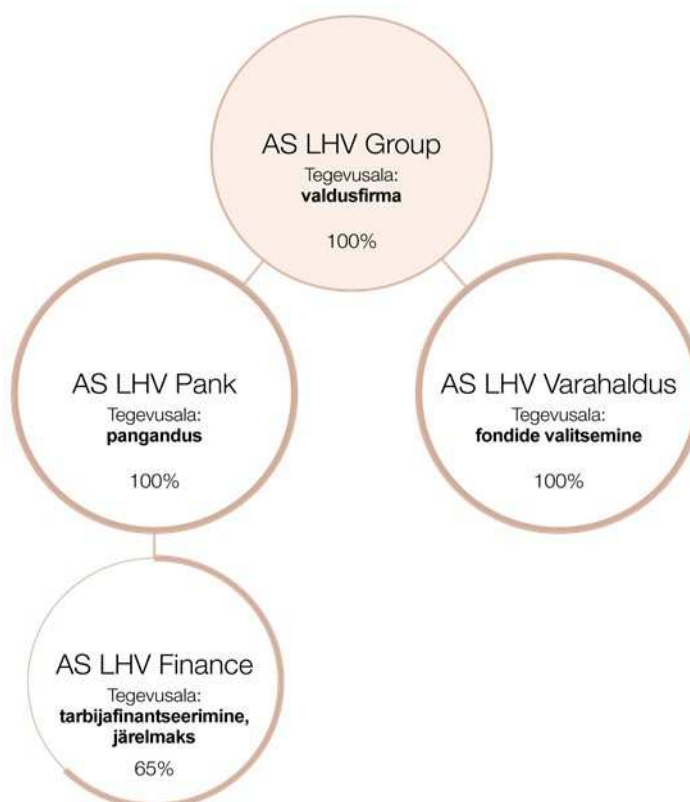 AS LHV Group
Tegevusala:
valdusfirma
100%
AS LHV Pank
Tegevusala:
pangandus
100%
AS LHV Varahaldus
Tegevusala:
fondide valitsemine
100%
AS LHV Finance
Tegevusala:
tarbijafinantseerimine,
järelmaks
65%